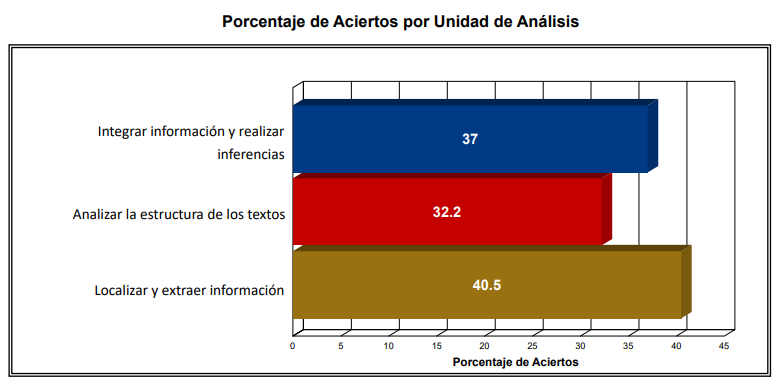 Porcentaje de Aciertos por Unidad de Análisis
Integrar información y realizar
inferencias
37
Analizar la estructura de los textos
32.2
Localizar y extraer información
40.5
0 5 10 15 20 25 30 35 40 45
Porcentaje de Aciertos